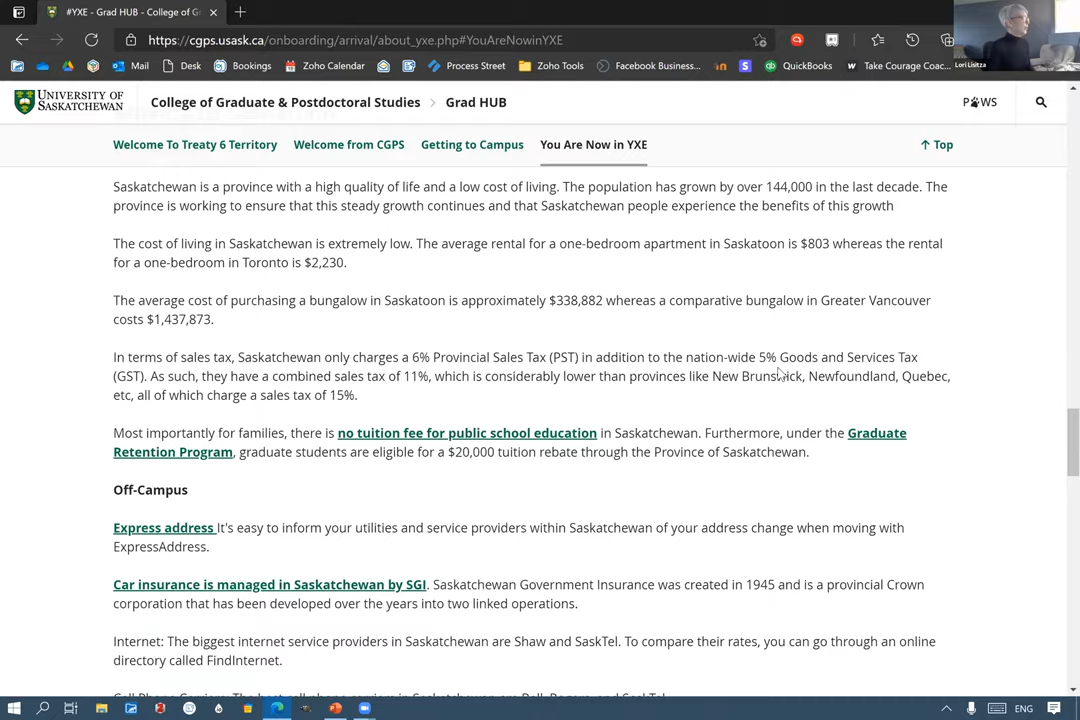 #YXE - Grad HUB - College of Gr
https://cgps.usask.ca/onboarding/arrival/about_yxe.php#YouAreNowinYXE
Mail Desk Bookings Zoho Calendar Process Street Zoho Tools Facebook Business... QuickBooks Take Courage Coac...
Lori Lisitza
UNIVERSITY OF
SASKATCHEWAN
College of Graduate & Postdoctoral Studies > Grad HUB
PAWS
Welcome To Treaty 6 Territory Welcome from CGPS Getting to Campus You Are Now in YXE ↑ Top
Saskatchewan is a province with a high quality of life and a low cost of living. The population has grown by over 144,000 in the last decade. The
province is working to ensure that this steady growth continues and that Saskatchewan people experience the benefits of this growth
The cost of living in Saskatchewan is extremely low. The average rental for a one-bedroom apartment in Saskatoon is $803 whereas the rental
for a one-bedroom in Toronto is $2,230.
The average cost of purchasing a bungalow in Saskatoon is approximately $338,882 whereas a comparative bungalow in Greater Vancouver
costs $1,437,873.
In terms of sales tax, Saskatchewan only charges a 6% Provincial Sales Tax (PST) in addition to the nation-wide 5% Goods and Services Tax
(GST). As such, they have a combined sales tax of 11%, which is considerably lower than provinces like New Brunswick, Newfoundland, Quebec,
etc, all of which charge a sales tax of 15%.
Most importantly for families, there is no tuition fee for public school education in Saskatchewan. Furthermore, under the Graduate
Retention Program, graduate students are eligible for a $20,000 tuition rebate through the Province of Saskatchewan.
Off-Campus
Express address It's easy to inform your utilities and service providers within Saskatchewan of your address change when moving with
ExpressAddress.
Car insurance is managed in Saskatchewan by SGI. Saskatchewan Government Insurance was created in 1945 and is a provincial Crown
corporation that has been developed over the years into two linked operations.
Internet: The biggest internet service providers in Saskatchewan are Shaw and SaskTel. To compare their rates, you can go through an online
directory called FindInternet.
ENG